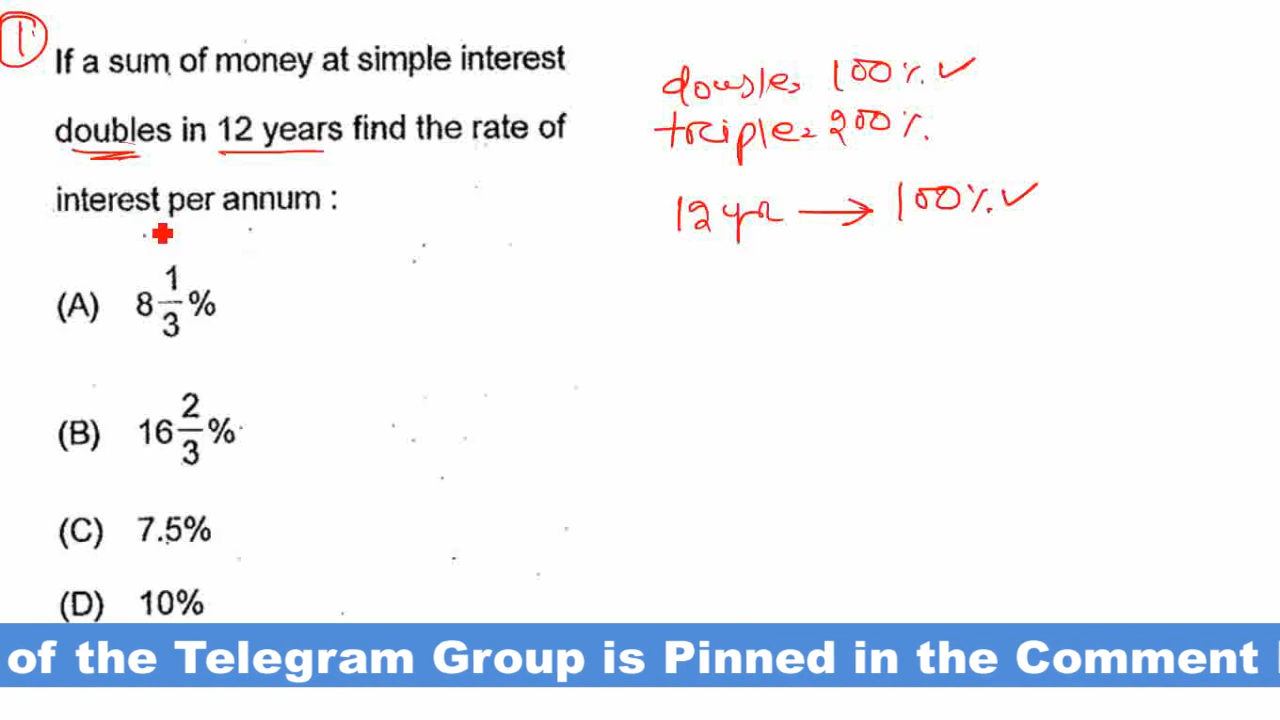 1
If a sum of money at simple interest
doubles in 12 years find the rate of
interest per annum :
(A) 8 1/3 %
(B) 16 2/3 %
(C) 7.5%
(D) 10%
double = 100% ✓
triple = 200%
12 yr → 100% ✓
of the Telegram Group is Pinned in the Comment